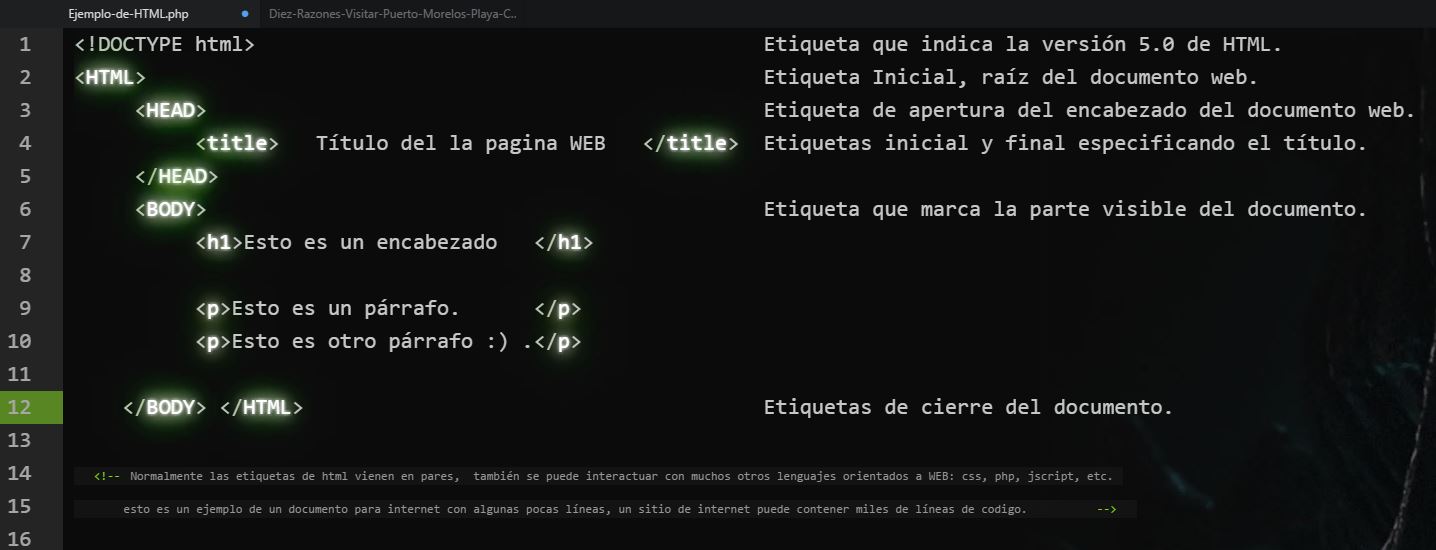 Ejemplo-de-HTML.php Diez-Razones-Visitar-Puerto-Morelos-Playa-C..
1 <!DOCTYPE html> Etiqueta que indica la versión 5.0 de HTML.
2 <HTML> Etiqueta Inicial, raíz del documento web.
3 <HEAD> Etiqueta de apertura del encabezado del documento web.
4 <title> Título del la pagina WEB </title> Etiquetas inicial y final especificando el título.
5 </HEAD>
6 <BODY> Etiqueta que marca la parte visible del documento.
7 <h1>Esto es un encabezado </h1>
8
9 <p>Esto es un párrafo. </p>
10 <p>Esto es otro párrafo :) .</p>
11
12 </BODY> </HTML> Etiquetas de cierre del documento.
13
14 <!-- Normalmente las etiquetas de html vienen en pares, también se puede interactuar con muchos otros lenguajes orientados a WEB: css, php, jscript, etc.
15 esto es un ejemplo de un documento para internet con algunas pocas líneas, un sitio de internet puede contener miles de líneas de codigo. -->
16